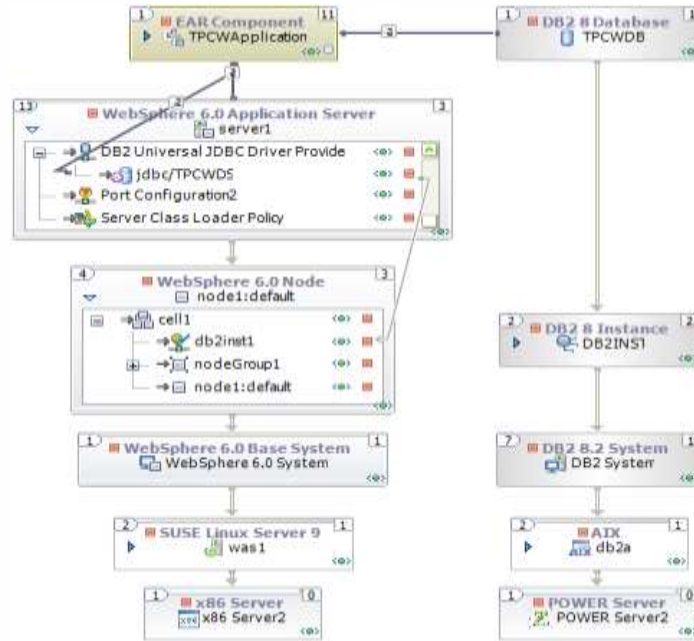 1
EAR Component
11
TPCWApplication
a
1
DB2 8 Database
1
TPCWDB
a
a
13
WebSphere 6.0 Application Server
3
server1
DB2 Universal JDBC Driver Provide
jdbc/TPCWDS
Port Configuration2
Server Class Loader Policy
4
WebSphere 6.0 Node
3
node1:default
cell1
db2inst1
nodeGroup1
node1:default
2
DB2 8 Instance
2
DB2INST
1
WebSphere 6.0 Base System
1
WebSphere 6.0 System
7
DB2 8.2 System
1
DB2 System
2
SUSE Linux Server 9
1
was1
2
AIX
1
AIX
db2a
1
x86 Server
0
x86 Server2
1
POWER Server
0
POWER Server2